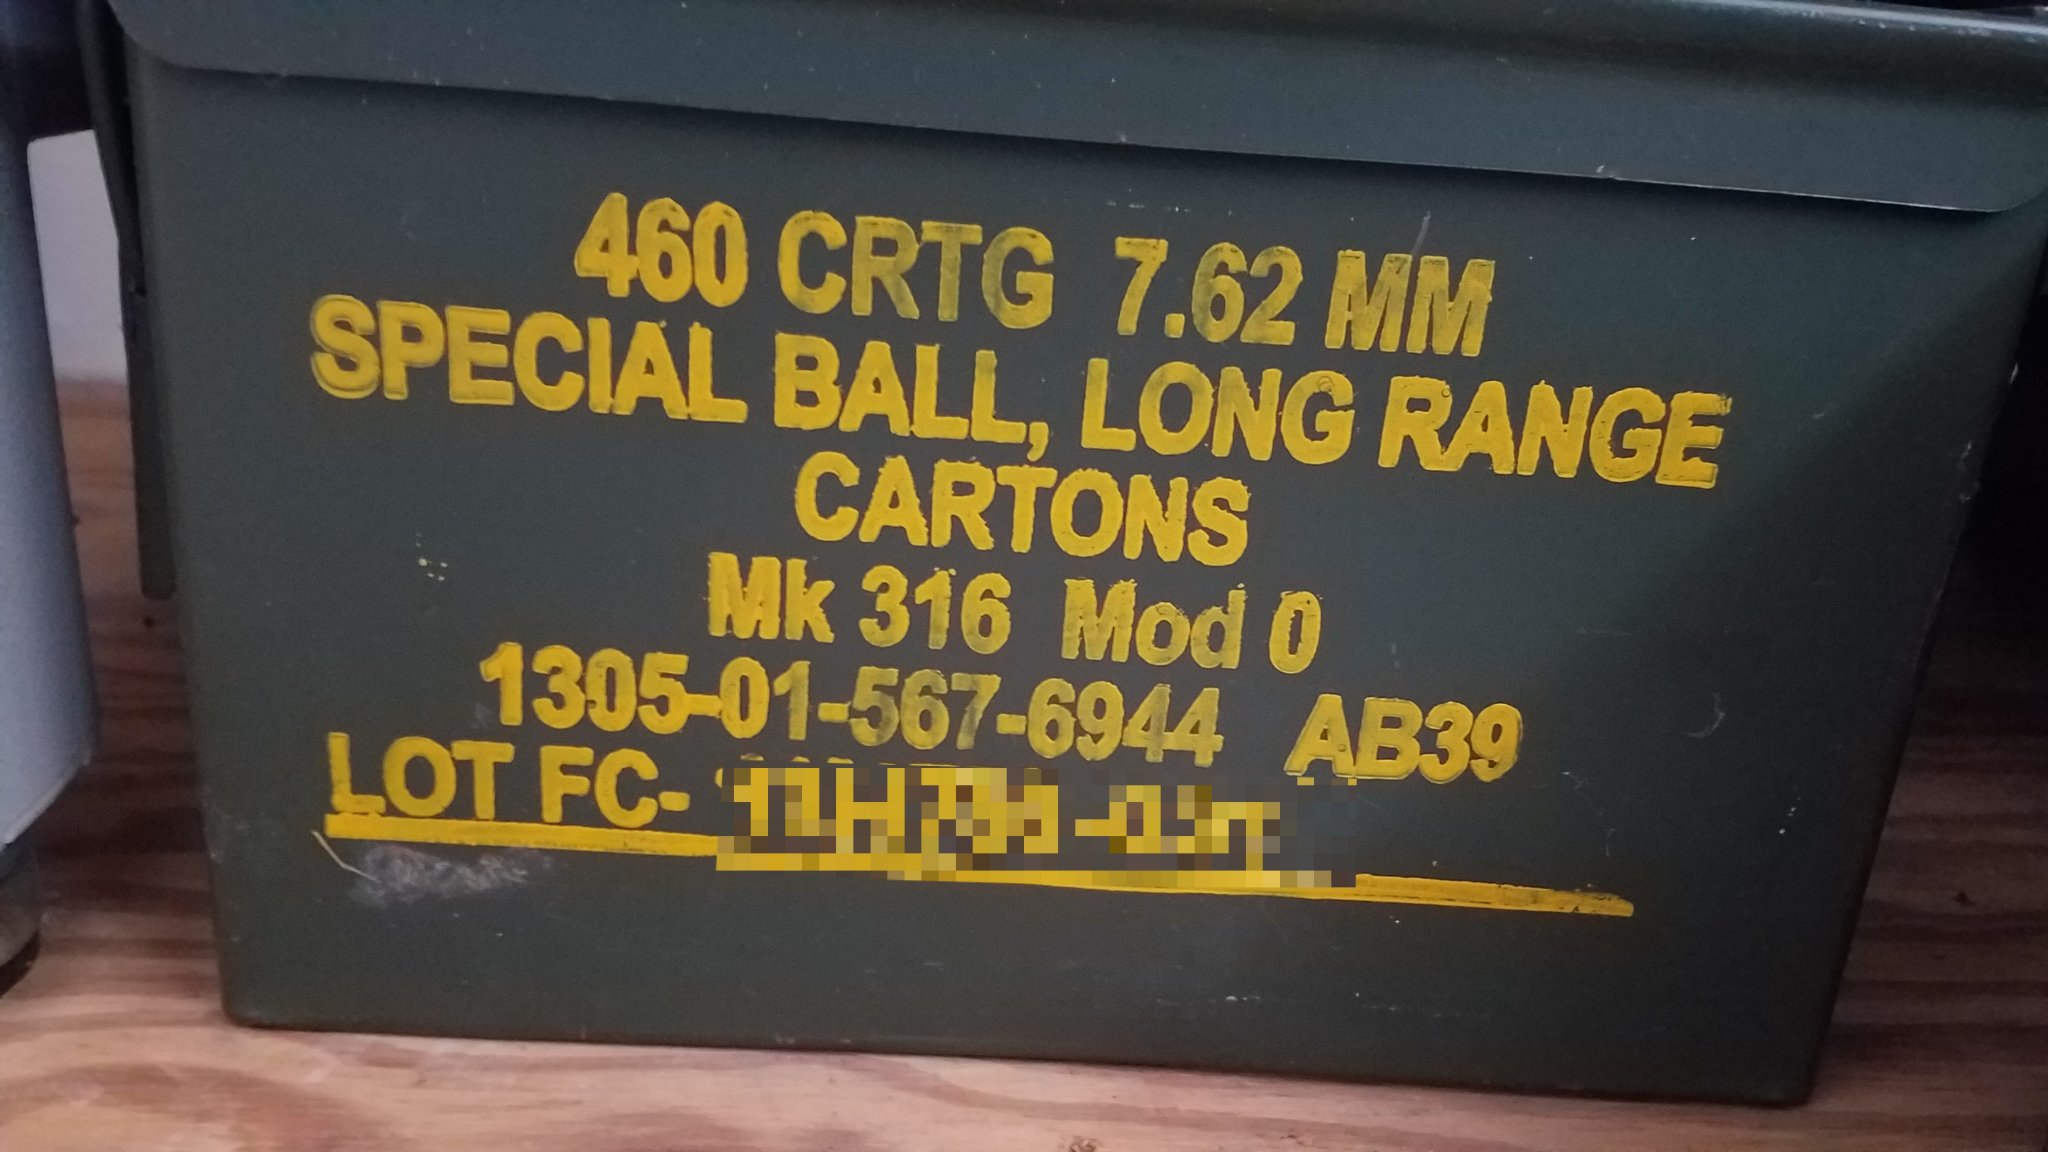 460 CRTG 7.62 MM
SPECIAL BALL, LONG RANGE
CARTONS
Mk 316 Mod 0
1305-01-567-6944 AB39
LOT FC-